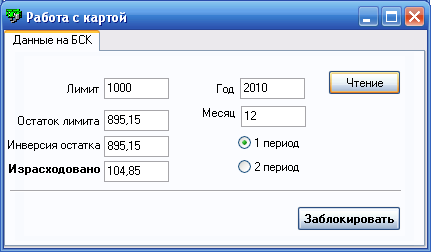 Работа с картой
Данные на БСК
Лимит 1000 Год 2010 Чтение
Остаток лимита 895,15 Месяц 12
Инверсия остатка 895,15 1 период
Израсходовано 104,85 2 период
Заблокировать